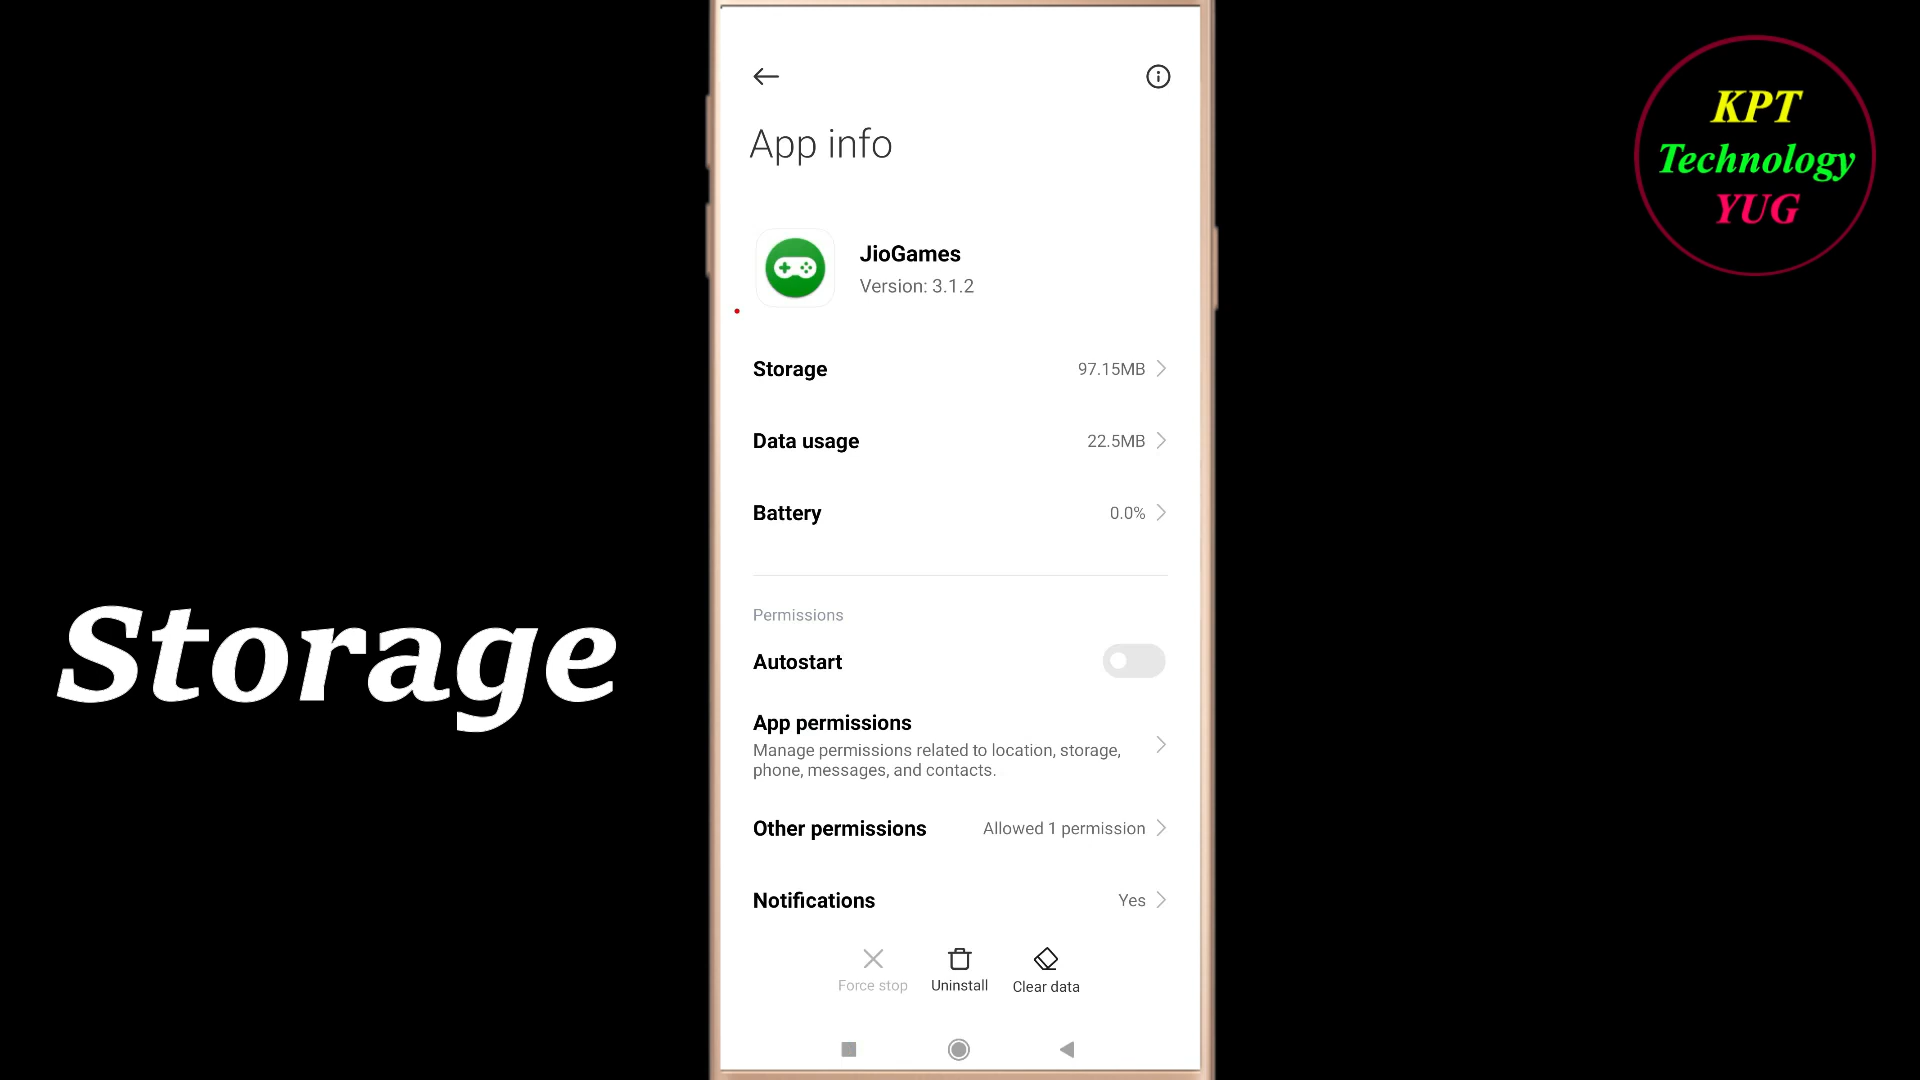 App info
JioGames
Version: 3.1.2
Storage 97.15MB
Data usage 22.5MB
Battery 0.0%
Permissions
Autostart
App permissions
Manage permissions related to location, storage,
phone, messages, and contacts.
Other permissions Allowed 1 permission
Notifications Yes
Force stop Uninstall Clear data
Storage
KPT
Technology
YUG